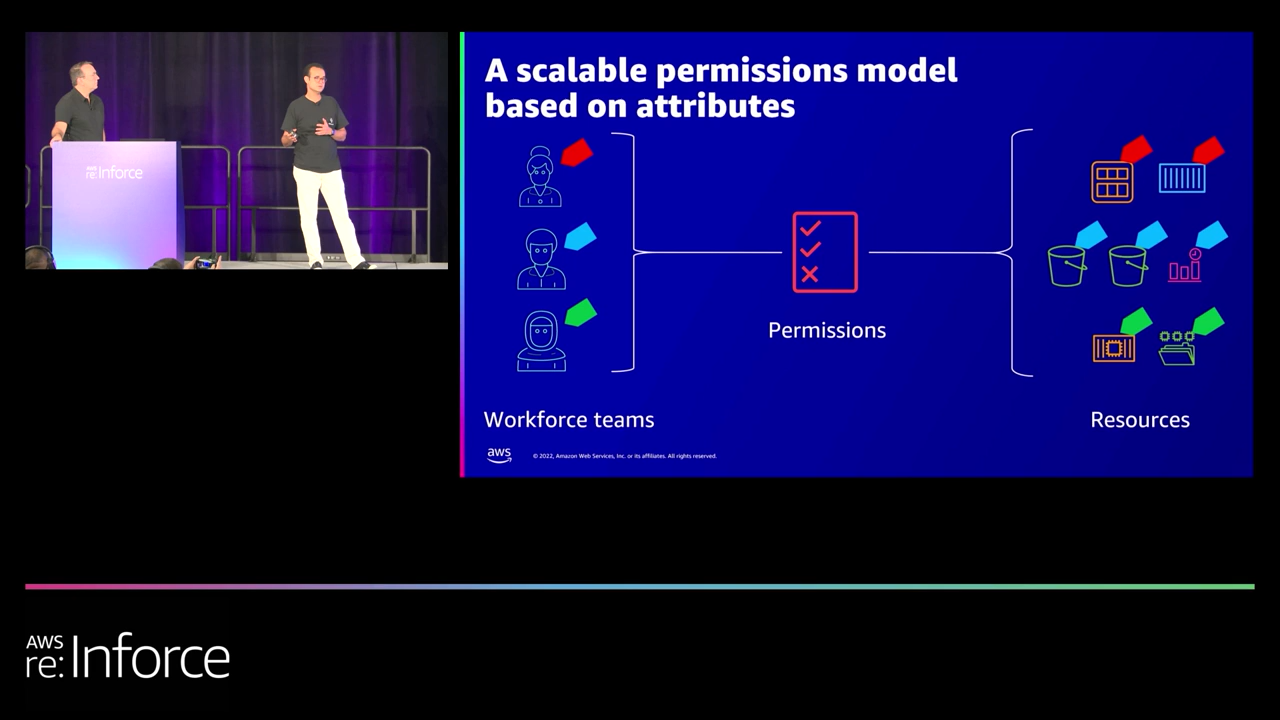 AWS
re:Inforce
A scalable permissions model
based on attributes
Permissions
Workforce teams
Resources
aws
© 2022, Amazon Web Services, Inc. or its affiliates. All rights reserved.
AWS
re:Inforce